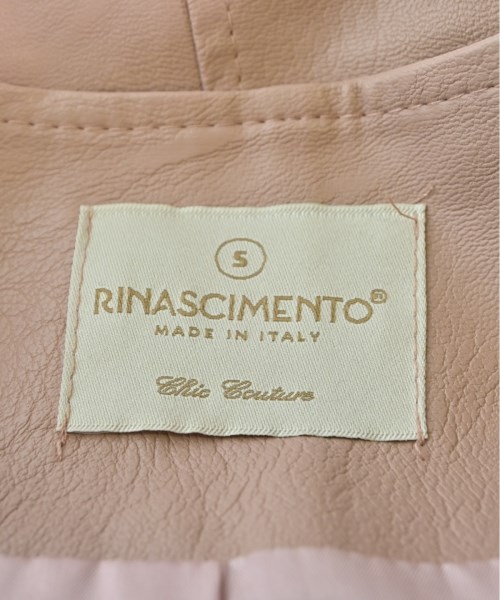 S
RINASCIMENTO®
MADE IN ITALY
Chic Couture